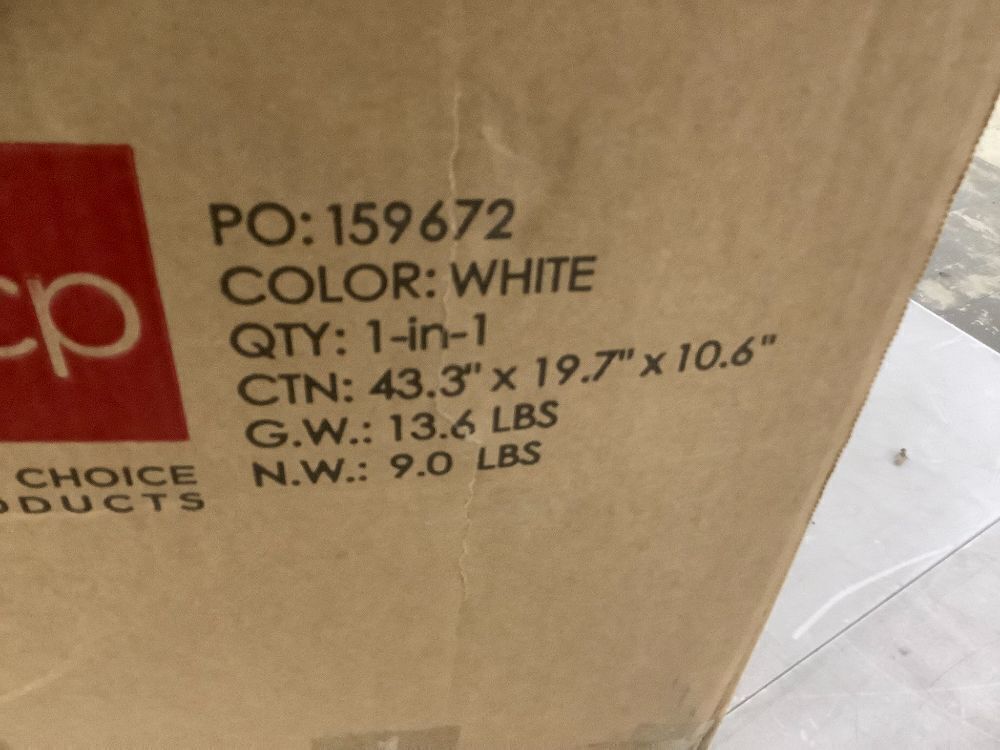 cp
CHOICE
ODUCTS
PO: 159672
COLOR: WHITE
QTY: 1-in-1
CTN: 43.3" x 19.7" x 10.6"
G.W.: 13.6 LBS
N.W.: 9.0 LBS